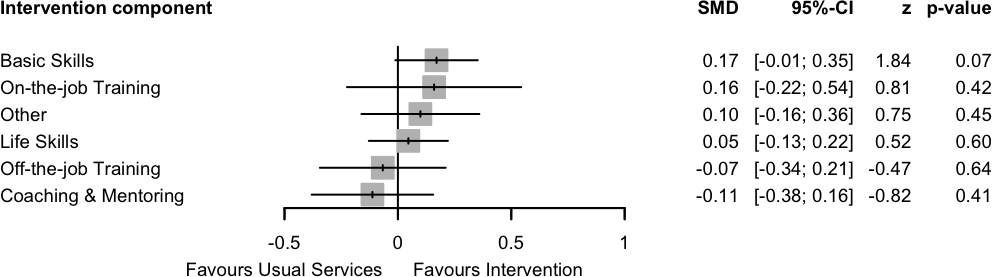 Intervention component SMD 95%-CI z p-value
Basic Skills 0.17 [-0.01; 0.35] 1.84 0.07
On-the-job Training 0.16 [-0.22; 0.54] 0.81 0.42
Other 0.10 [-0.16; 0.36] 0.75 0.45
Life Skills 0.05 [-0.13; 0.22] 0.52 0.60
Off-the-job Training -0.07 [-0.34; 0.21] -0.47 0.64
Coaching & Mentoring -0.11 [-0.38; 0.16] -0.82 0.41
-0.5 0 0.5 1
Favours Usual Services Favours Intervention